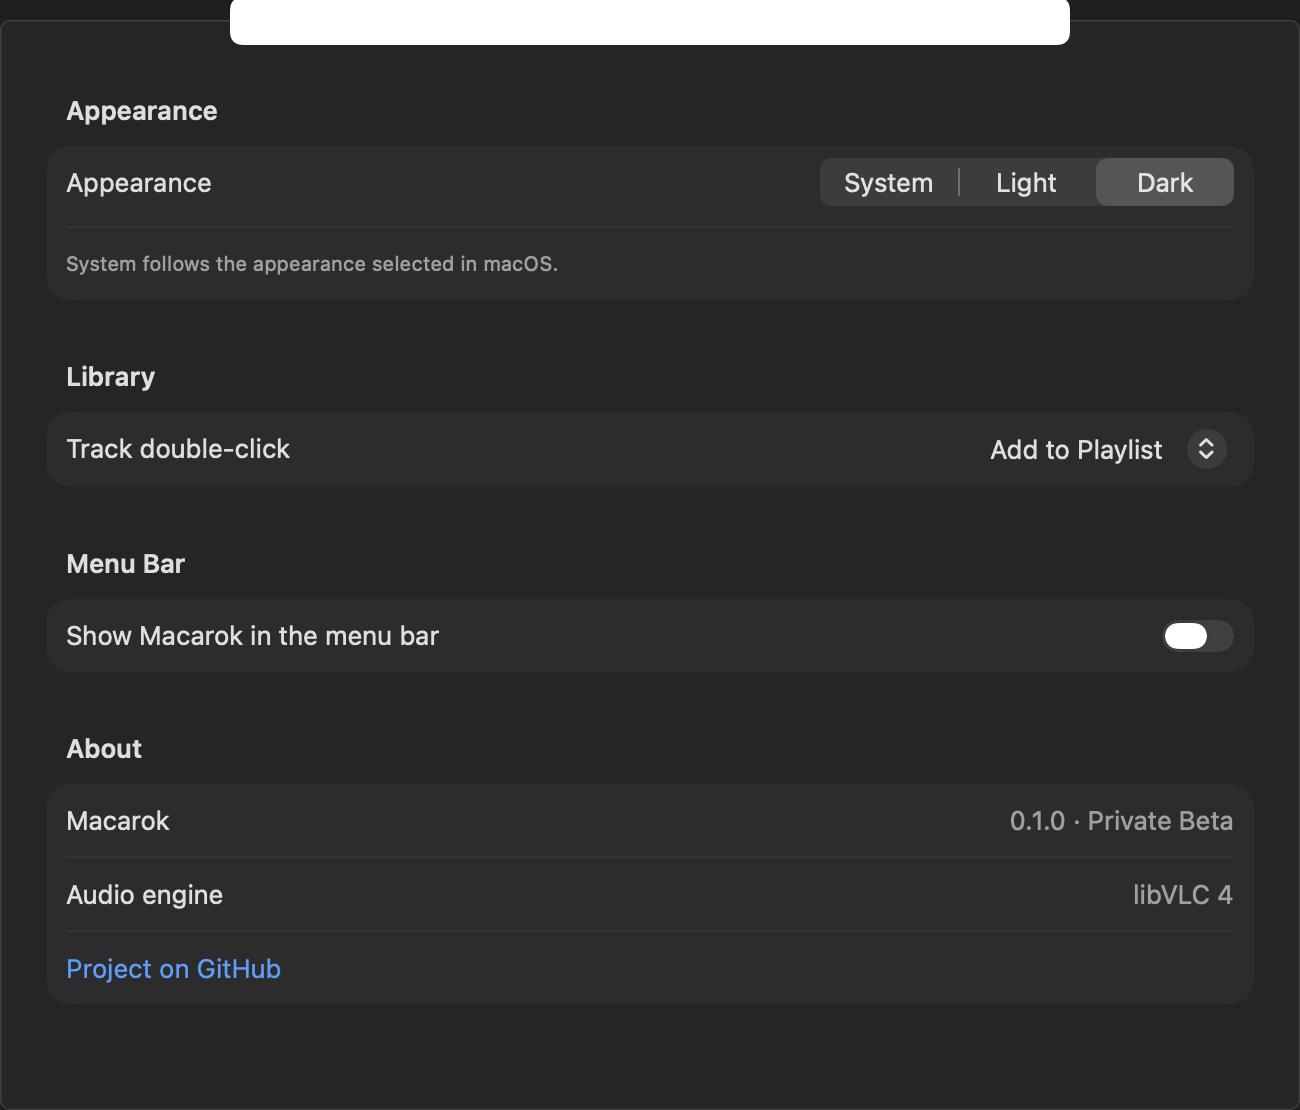 Appearance
Appearance
System Light Dark
System follows the appearance selected in macOS.
Library
Track double-click
Add to Playlist
Menu Bar
Show Macarok in the menu bar
About
Macarok
0.1.0 · Private Beta
Audio engine
libVLC 4
Project on GitHub